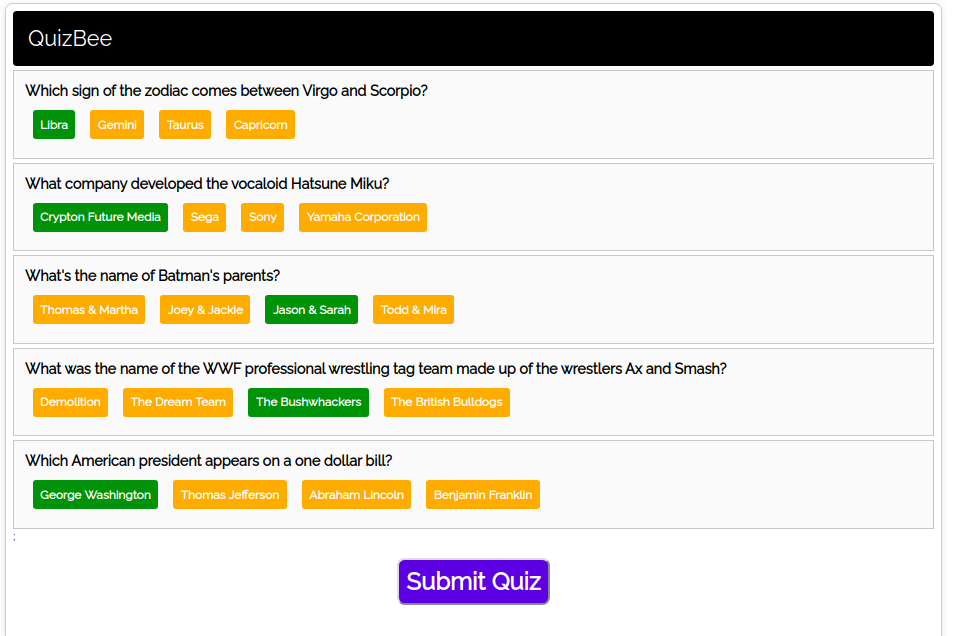 QuizBee
Which sign of the zodiac comes between Virgo and Scorpio?
Libra Gemini Taurus Capricorn
What company developed the vocaloid Hatsune Miku?
Crypton Future Media Sega Sony Yamaha Corporation
What's the name of Batman's parents?
Thomas & Martha Joey & Jackie Jason & Sarah Todd & Mira
What was the name of the WWF professional wrestling tag team made up of the wrestlers Ax and Smash?
Demolition The Dream Team The Bushwhackers The British Bulldogs
Which American president appears on a one dollar bill?
George Washington Thomas Jefferson Abraham Lincoln Benjamin Franklin
;
Submit Quiz